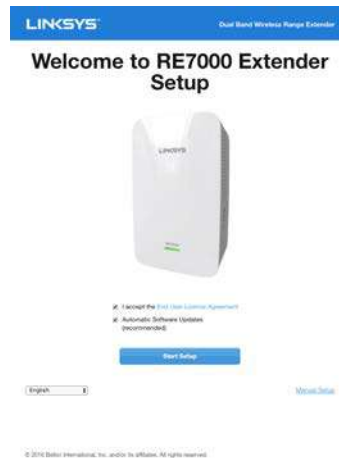 LINKSYS
Dual Band Wireless Range Extender
Welcome to RE7000 Extender
Setup
LINKSYS
I accept the End User License Agreement
Automatic Software Updates
(recommended)
Start Setup
English
Manual Setup
© 2016 Belkin International, Inc. and/or its affiliates. All rights reserved.